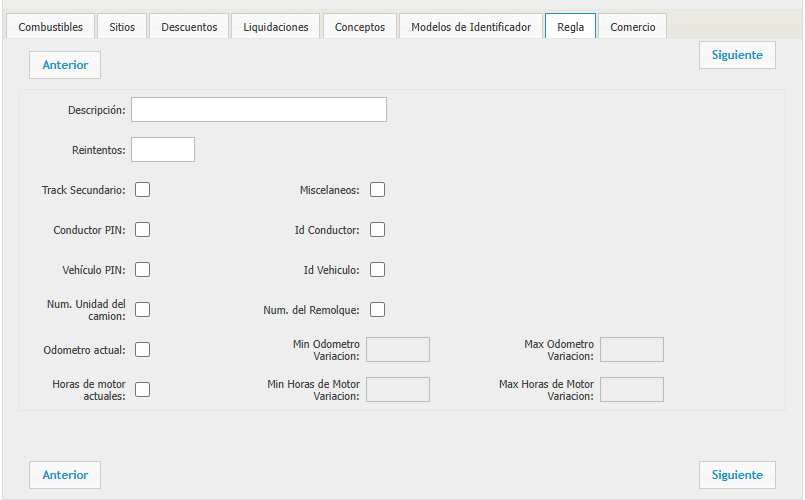 Combustibles Sitios Descuentos Liquidaciones Conceptos Modelos de Identificador Regla Comercio
Anterior Siguiente
Descripción:
Reintentos:
Track Secundario: Miscelaneos:
Conductor PIN: Id Conductor:
Vehículo PIN: Id Vehiculo:
Num. Unidad del
camion:
Num. del Remolque:
Odometro actual:
Min Odometro
Variacion:
Max Odometro
Variacion:
Horas de motor
actuales:
Min Horas de Motor
Variacion:
Max Horas de Motor
Variacion:
Anterior Siguiente